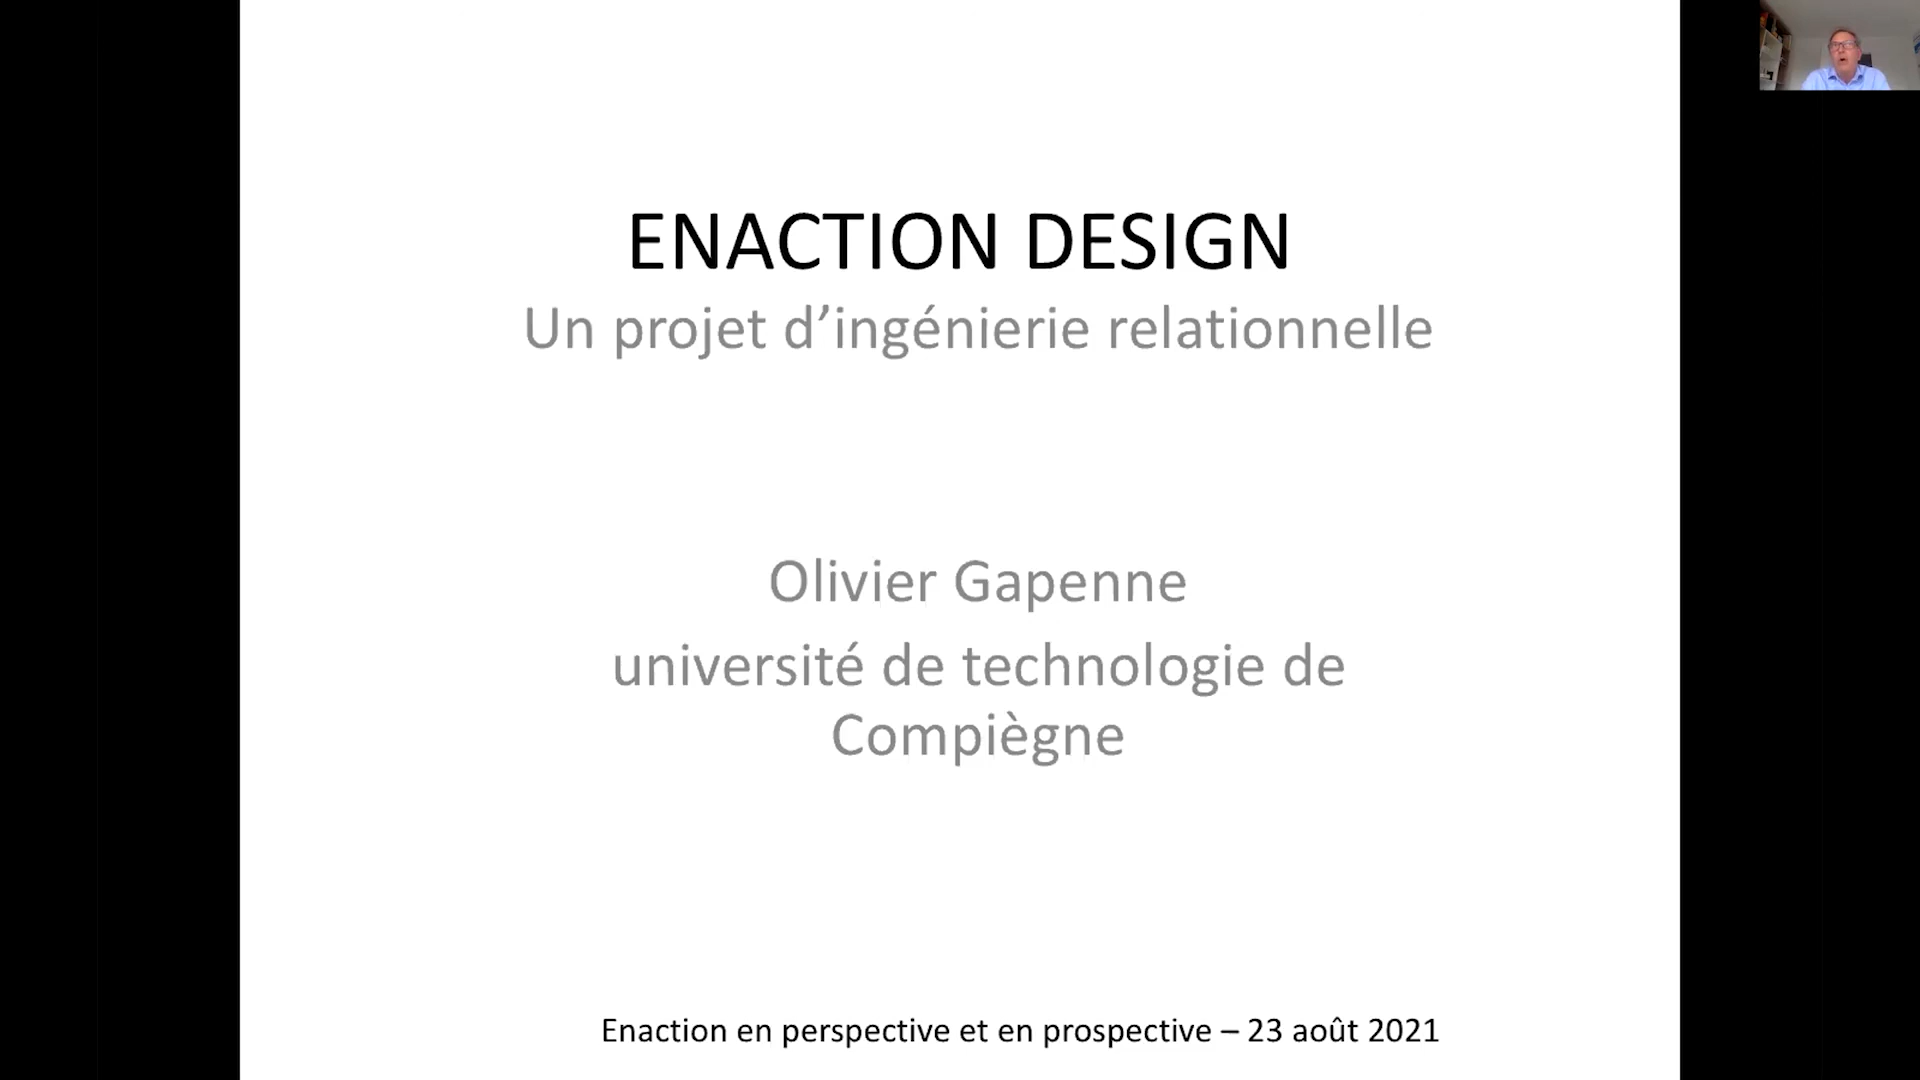 ENACTION DESIGN
Un projet d’ingénierie relationnelle
Olivier Gapenne
université de technologie de
Compiègne
Enaction en perspective et en prospective – 23 août 2021